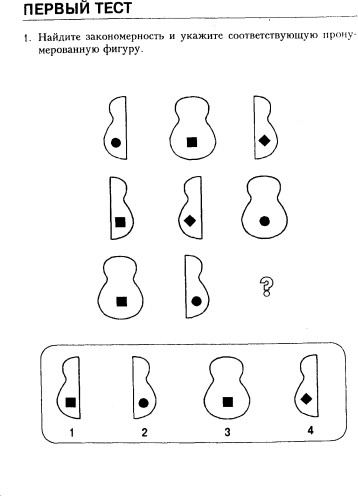 ПЕРВЫЙ ТЕСТ
1. Найдите закономерность и укажите соответствующую прону-
мерованную фигуру.
?
1 2 3 4